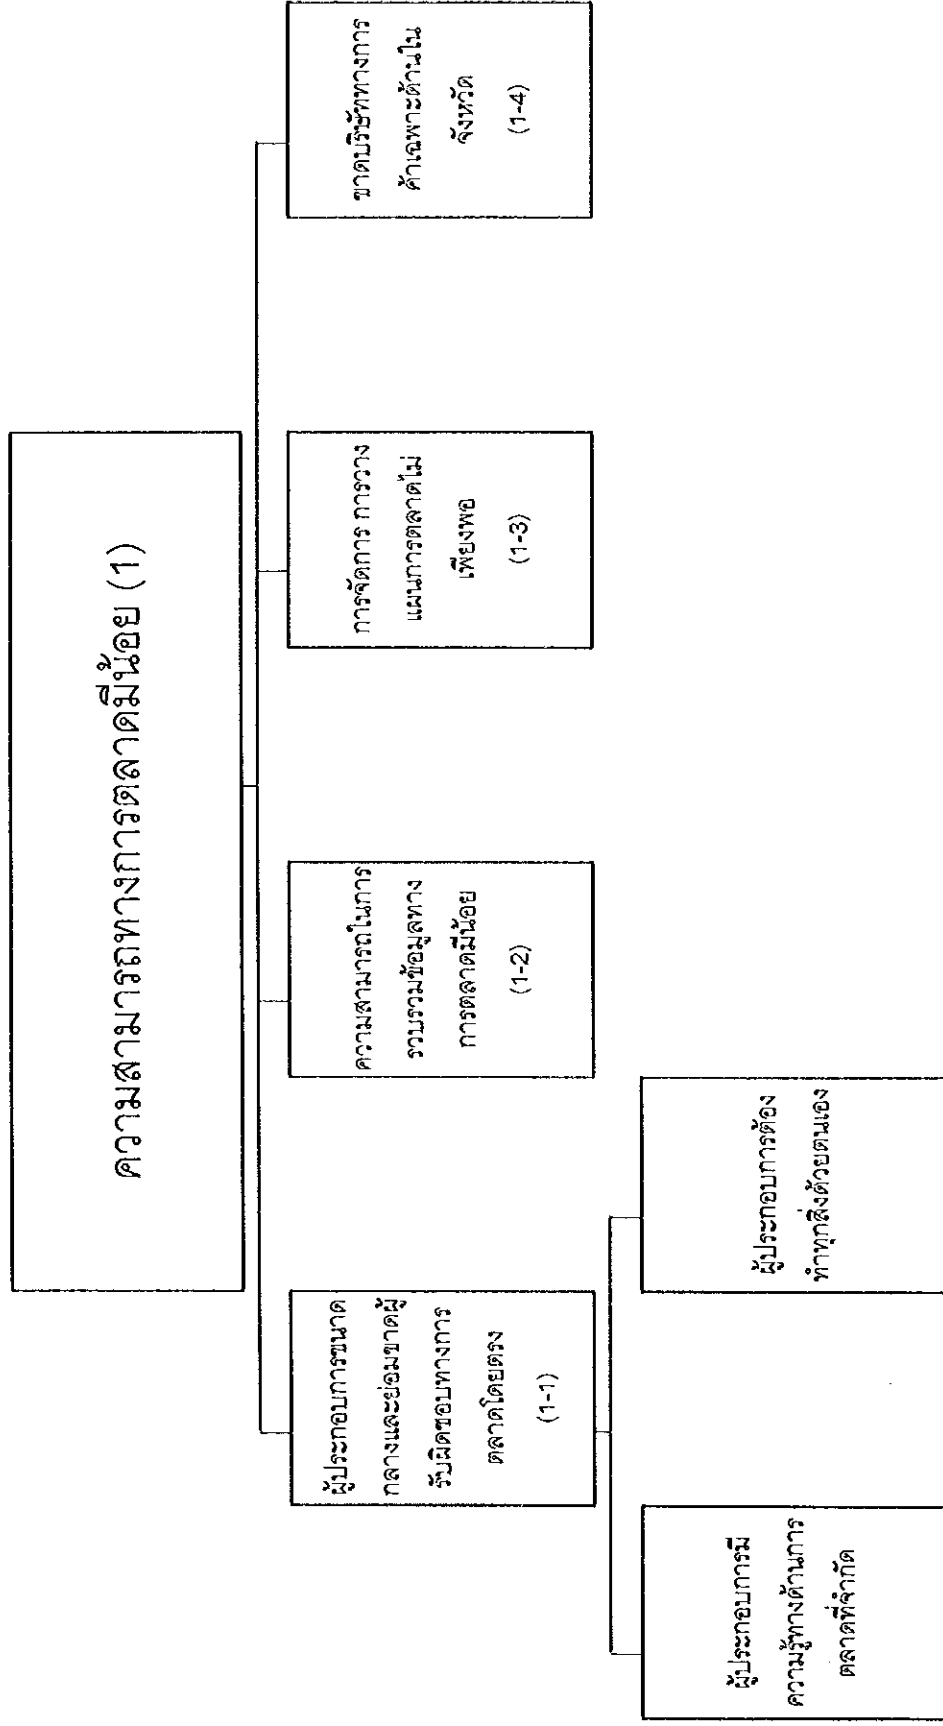 ความสามารถทางการตลาดมีน้อย (1)
ผู้ประกอบการขนาด
กลางและย่อมขาดผู้
รับผิดชอบทางการ
ตลาดโดยตรง
(1-1)
ความสามารถในการ
รวบรวมข้อมูลทาง
การตลาดมีน้อย
(1-2)
การจัดการ การวาง
แผนการตลาดไม่
เพียงพอ
(1-3)
ขาดบริษัททางการ
ค้าเฉพาะด้านใน
จังหวัด
(1-4)
ผู้ประกอบการมี
ความรู้ทางด้านการ
ตลาดที่จำกัด
ผู้ประกอบการต้อง
ทำทุกสิ่งด้วยตนเอง